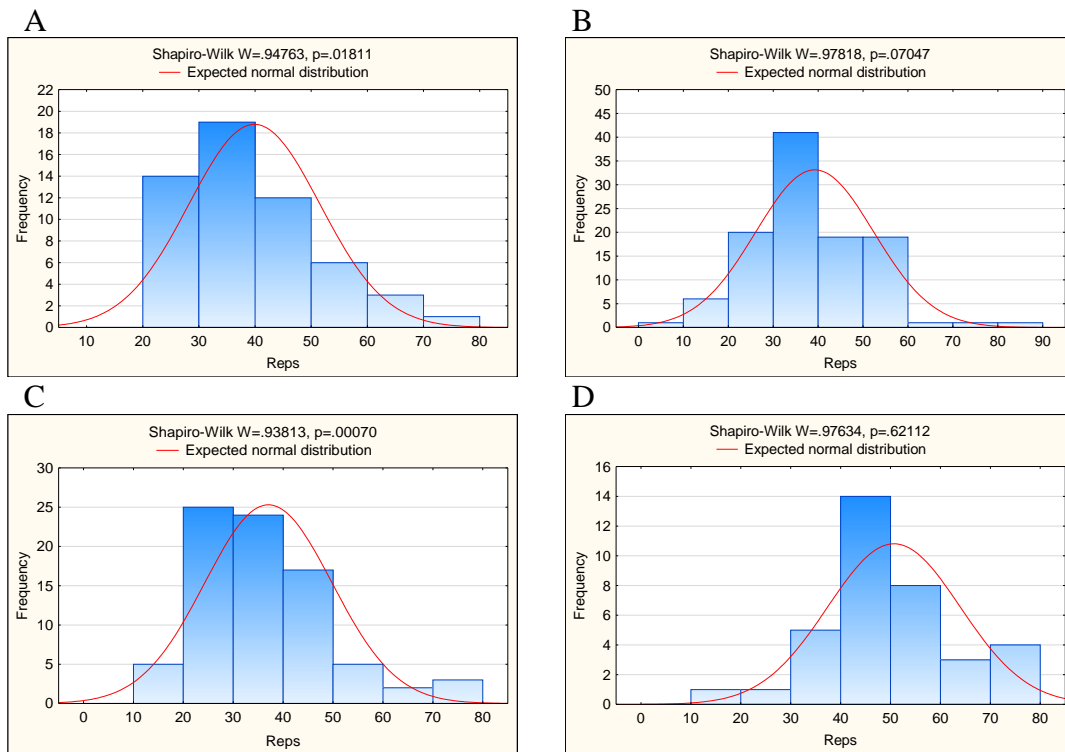 A
Shapiro-Wilk W=.94763, p=.01811
Expected normal distribution
22
20
18
16
14
12
10
8
6
4
2
0
Frequency
10 20 30 40 50 60 70 80
Reps
B
Shapiro-Wilk W=.97818, p=.07047
Expected normal distribution
50
45
40
35
30
25
20
15
10
5
0
Frequency
0 10 20 30 40 50 60 70 80 90
Reps
C
Shapiro-Wilk W=.93813, p=.00070
Expected normal distribution
30
25
20
15
10
5
0
Frequency
0 10 20 30 40 50 60 70 80
Reps
D
Shapiro-Wilk W=.97634, p=.62112
Expected normal distribution
16
14
12
10
8
6
4
2
0
Frequency
0 10 20 30 40 50 60 70 80
Reps